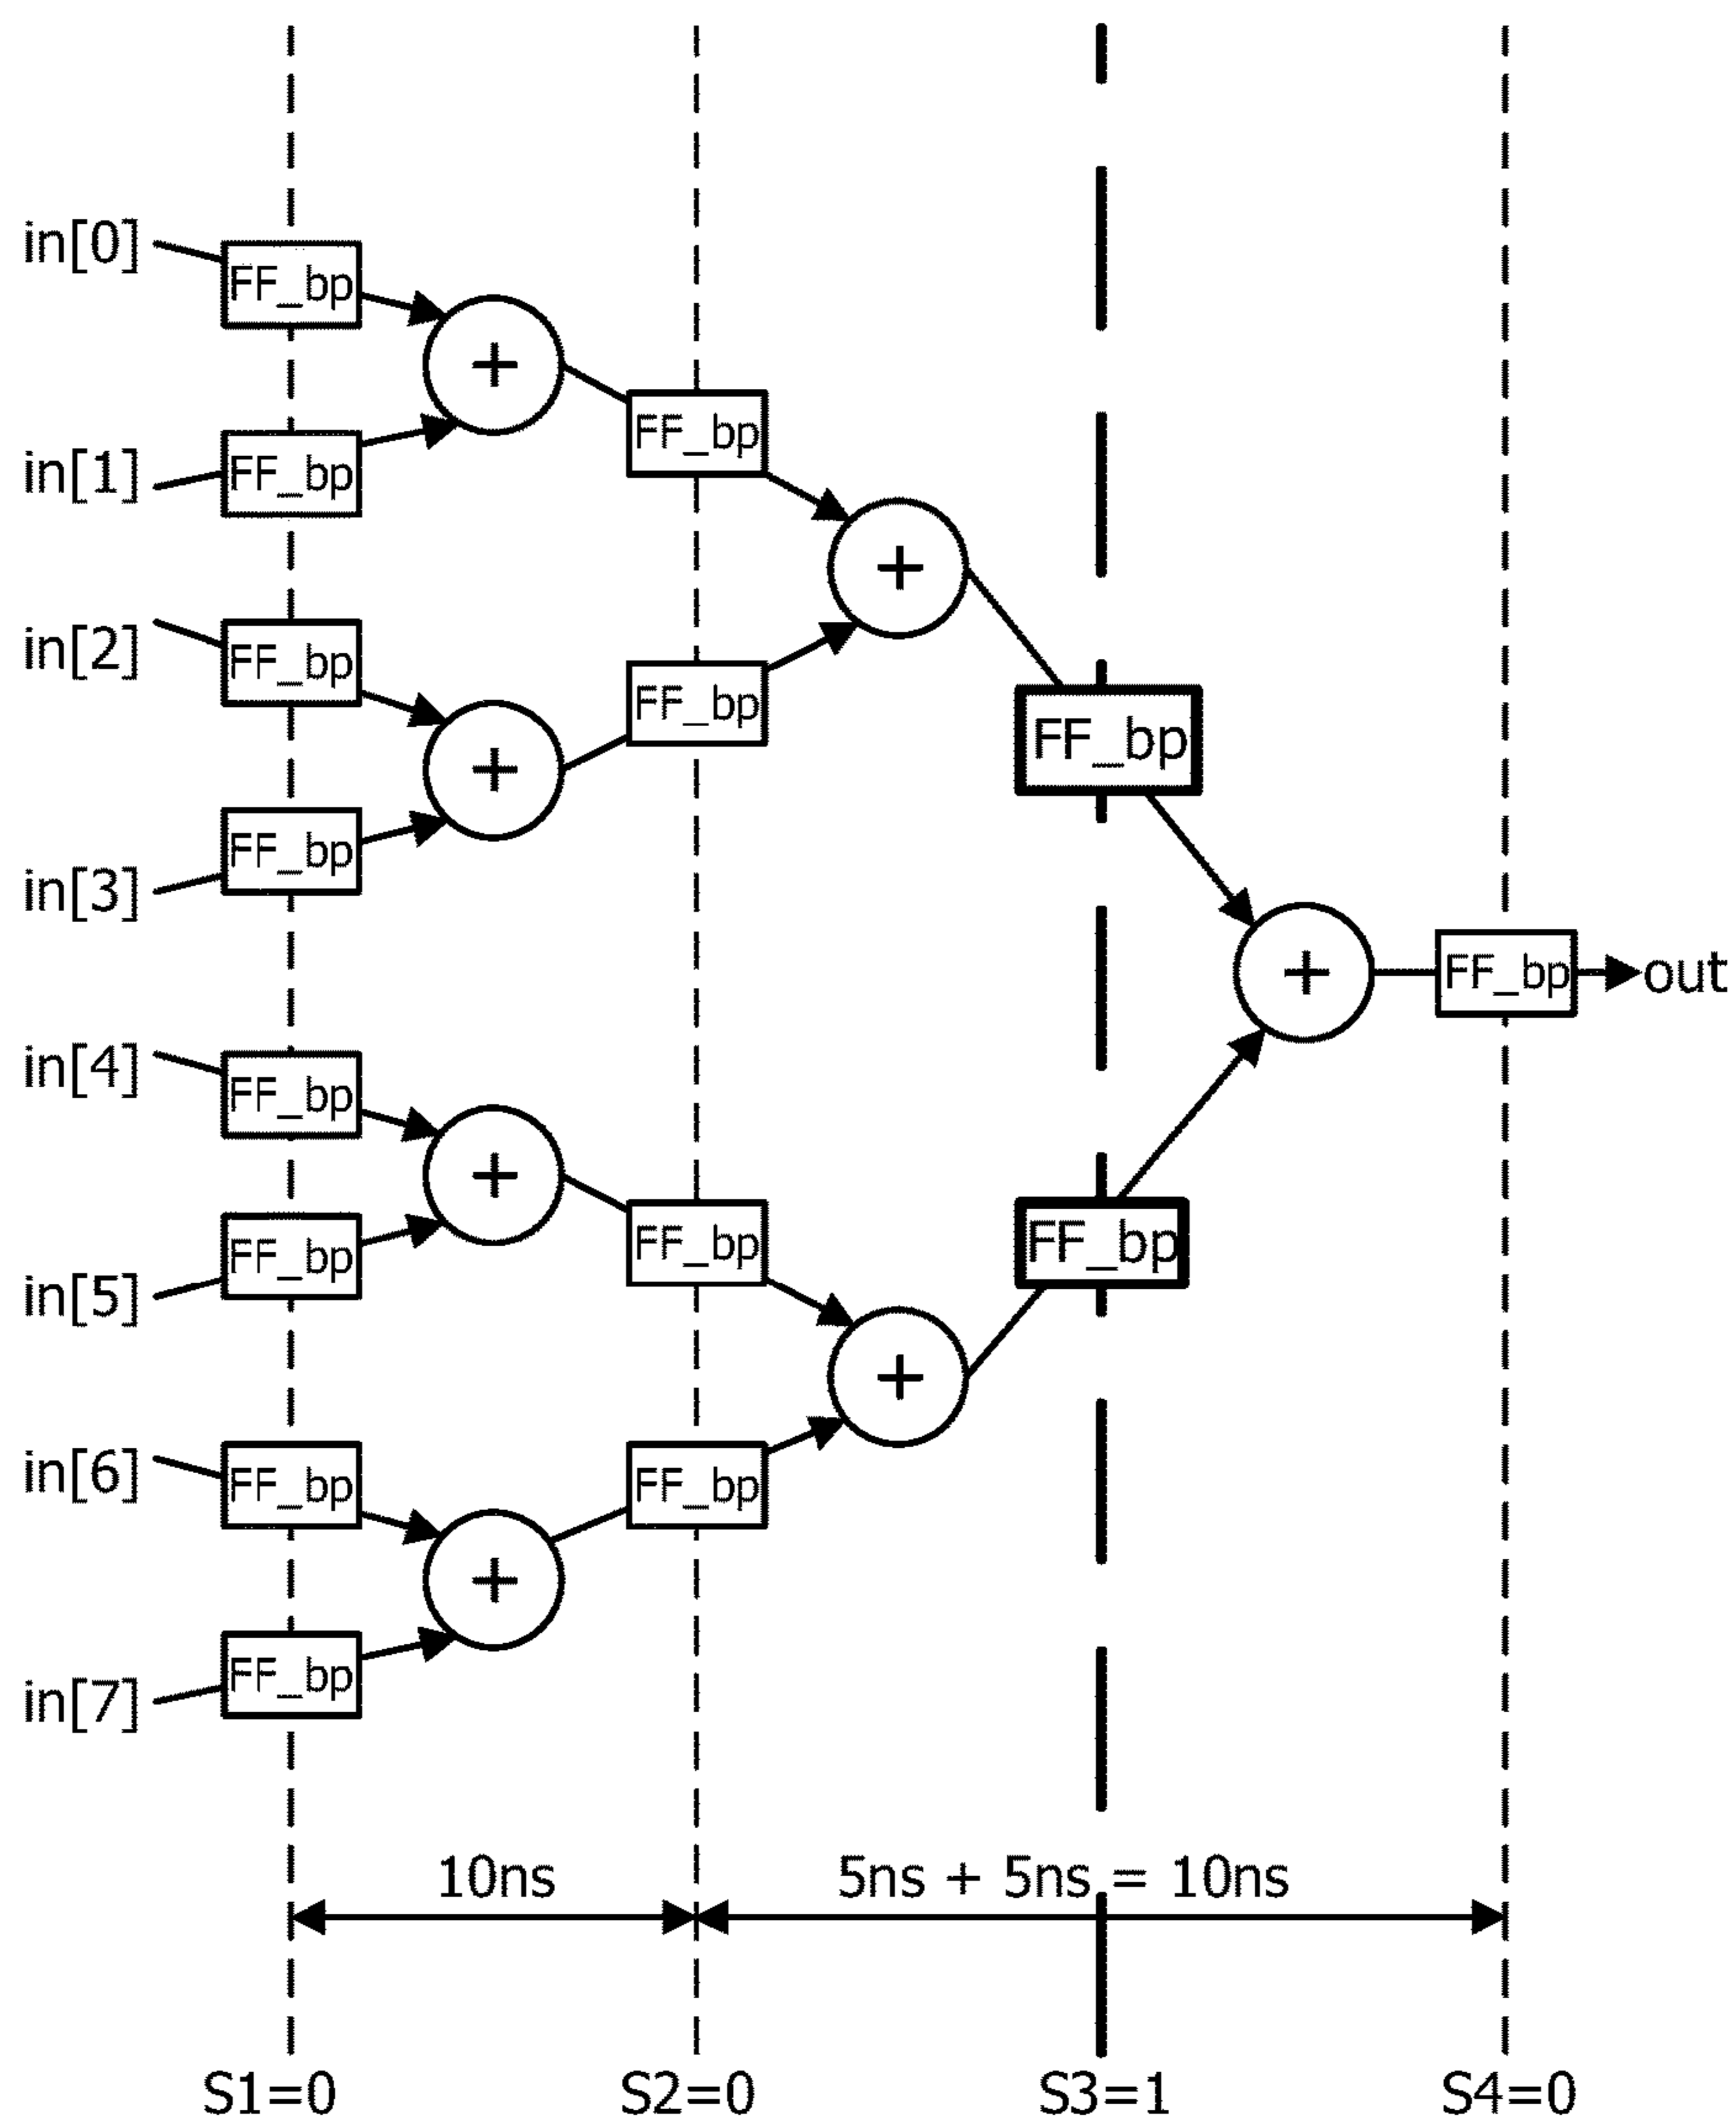 in[0]
FF_bp
+
FF_bp
in[1]
FF_bp
FF_bp
+
in[2]
FF_bp
FF_bp
+
FF_bp
in[3]
FF_bp
+
FF_bp
out
in[4]
FF_bp
+
FF_bp
FF_bp
FF_bp
in[5]
+
in[6]
FF_bp
FF_bp
+
in[7]
FF_bp
10ns
5ns + 5ns = 10ns
S1=0
S2=0
S3=1
S4=0